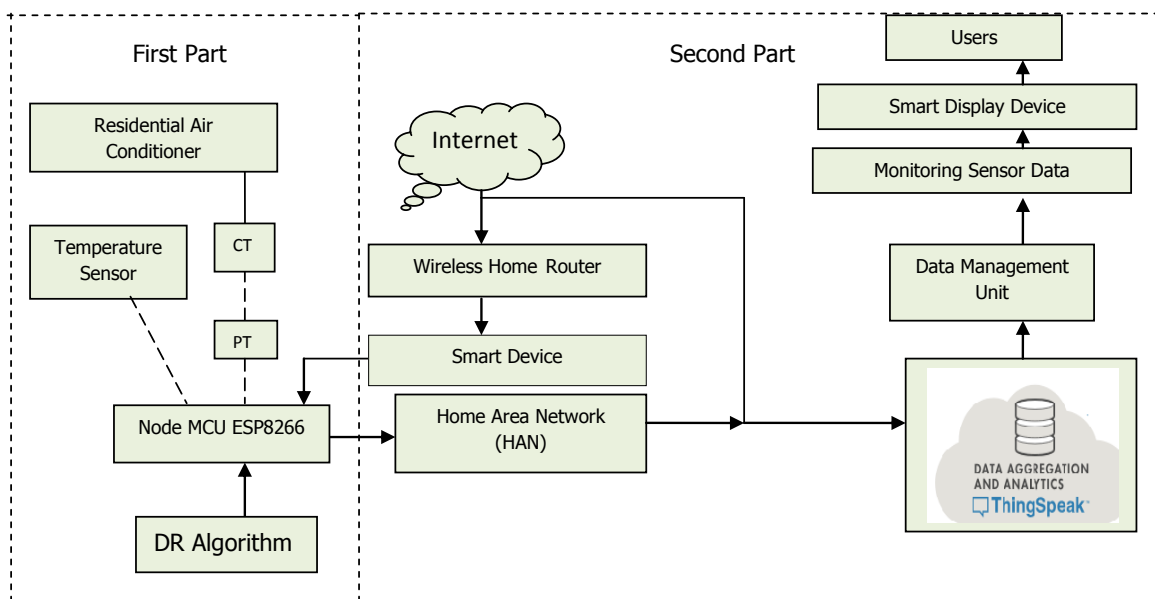 First Part
Residential Air
Conditioner
Temperature
Sensor
CT
PT
Node MCU ESP8266
DR Algorithm
Second Part
Internet
Wireless Home Router
Smart Device
Home Area Network
(HAN)
Users
Smart Display Device
Monitoring Sensor Data
Data Management
Unit
DATA AGGREGATION
AND ANALYTICS
ThingSpeak